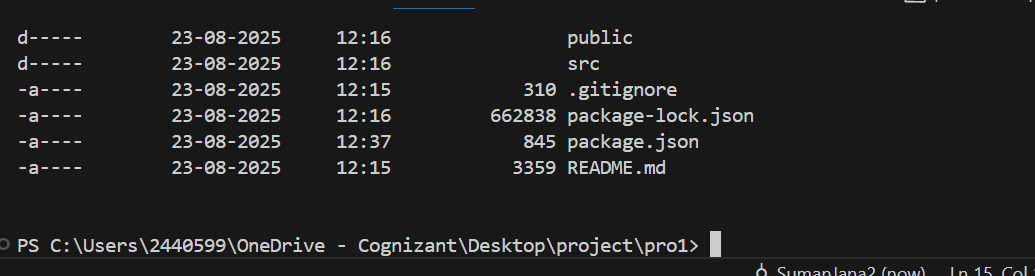 d-----        23-08-2025     12:16                public
d-----        23-08-2025     12:16                src
-a----        23-08-2025     12:15            310 .gitignore
-a----        23-08-2025     12:16         662838 package-lock.json
-a----        23-08-2025     12:37            845 package.json
-a----        23-08-2025     12:15           3359 README.md
PS C:\Users\2440599\OneDrive - Cognizant\Desktop\project\pro1>
SumanJana2 (now) Ln 15, Col